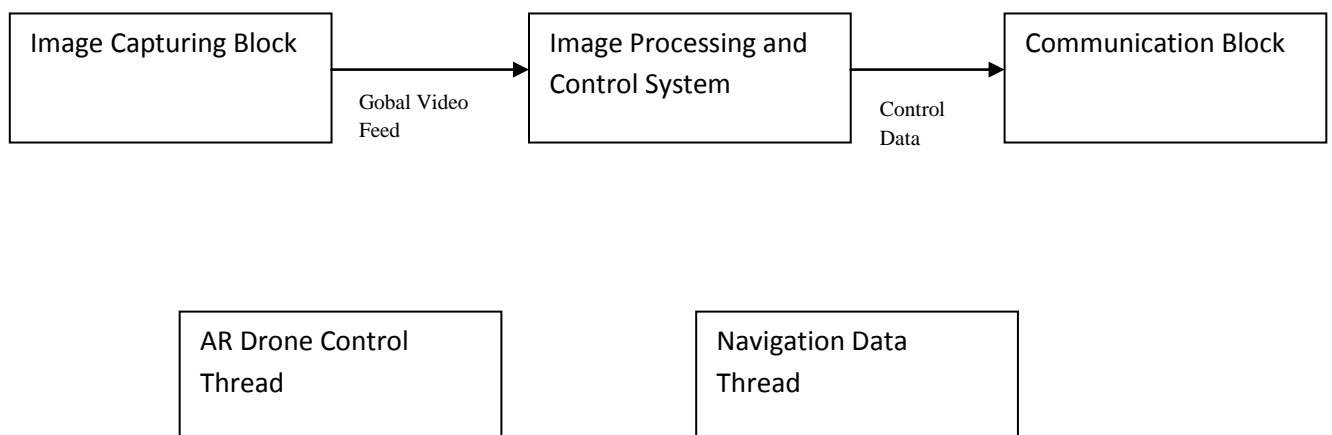 Image Capturing Block
Gobal Video
Feed
Image Processing and
Control System
Control
Data
Communication Block
AR Drone Control
Thread
Navigation Data
Thread